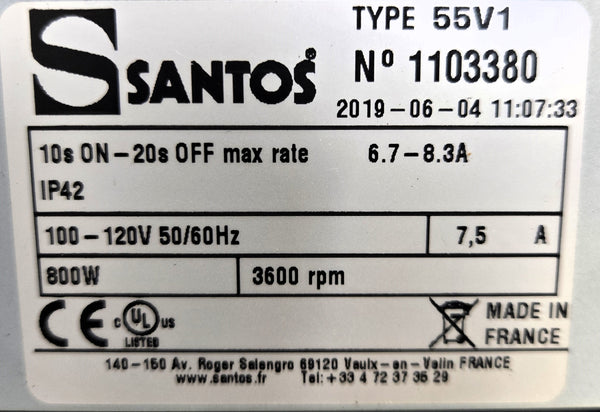 TYPE 55V1
SANTOS®
Nº 1103380
2019-06-04 11:07:33
10s ON-20s OFF max rate 6.7-8.3A
IP42
100-120V 50/60Hz 7,5 A
800W 3600 rpm
CE c UL us LISTED
MADE IN
FRANCE
140-150 Av. Roger Salengro 69120 Vaulx-en-Velin FRANCE
www.santos.fr Tel:+33 4 72 37 35 29